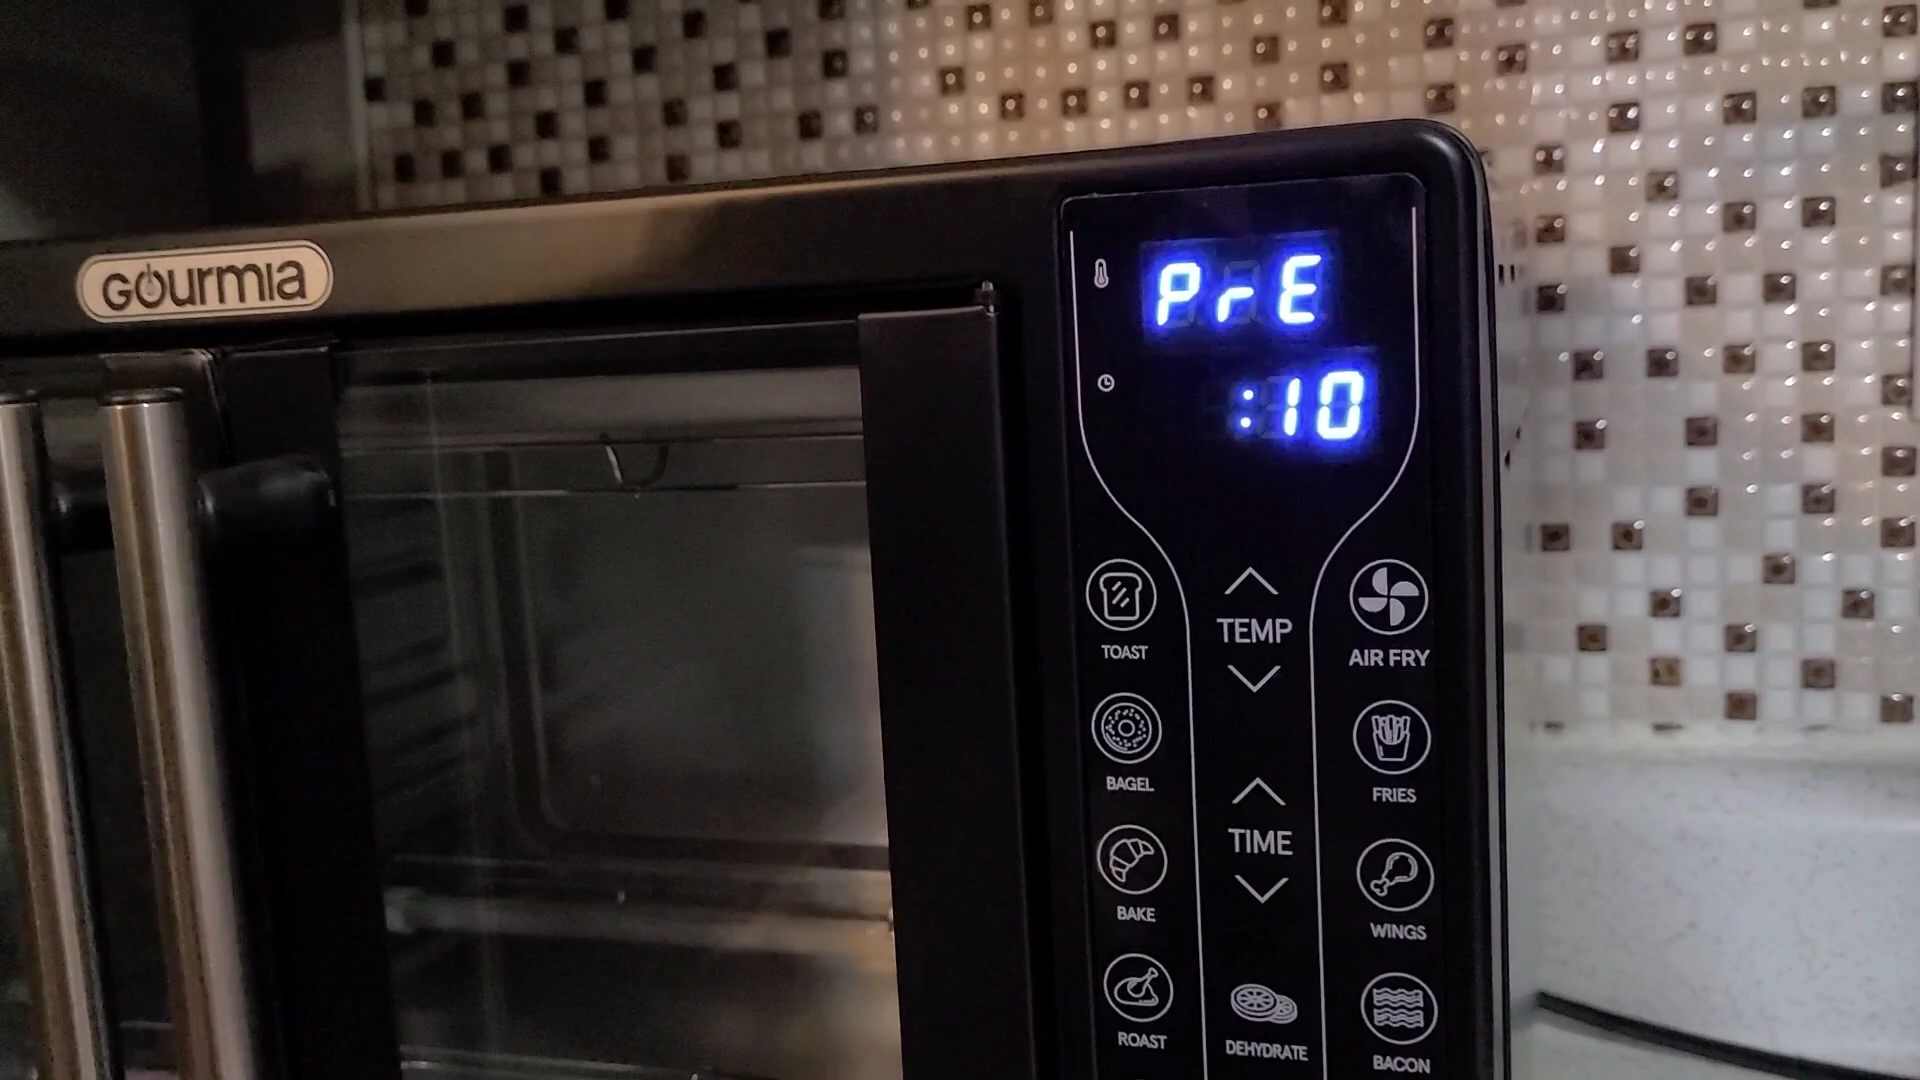 Gourmia
PrE
:10
TOAST
TEMP
AIR FRY
BAGEL
FRIES
TIME
BAKE
WINGS
ROAST
DEHYDRATE
BACON